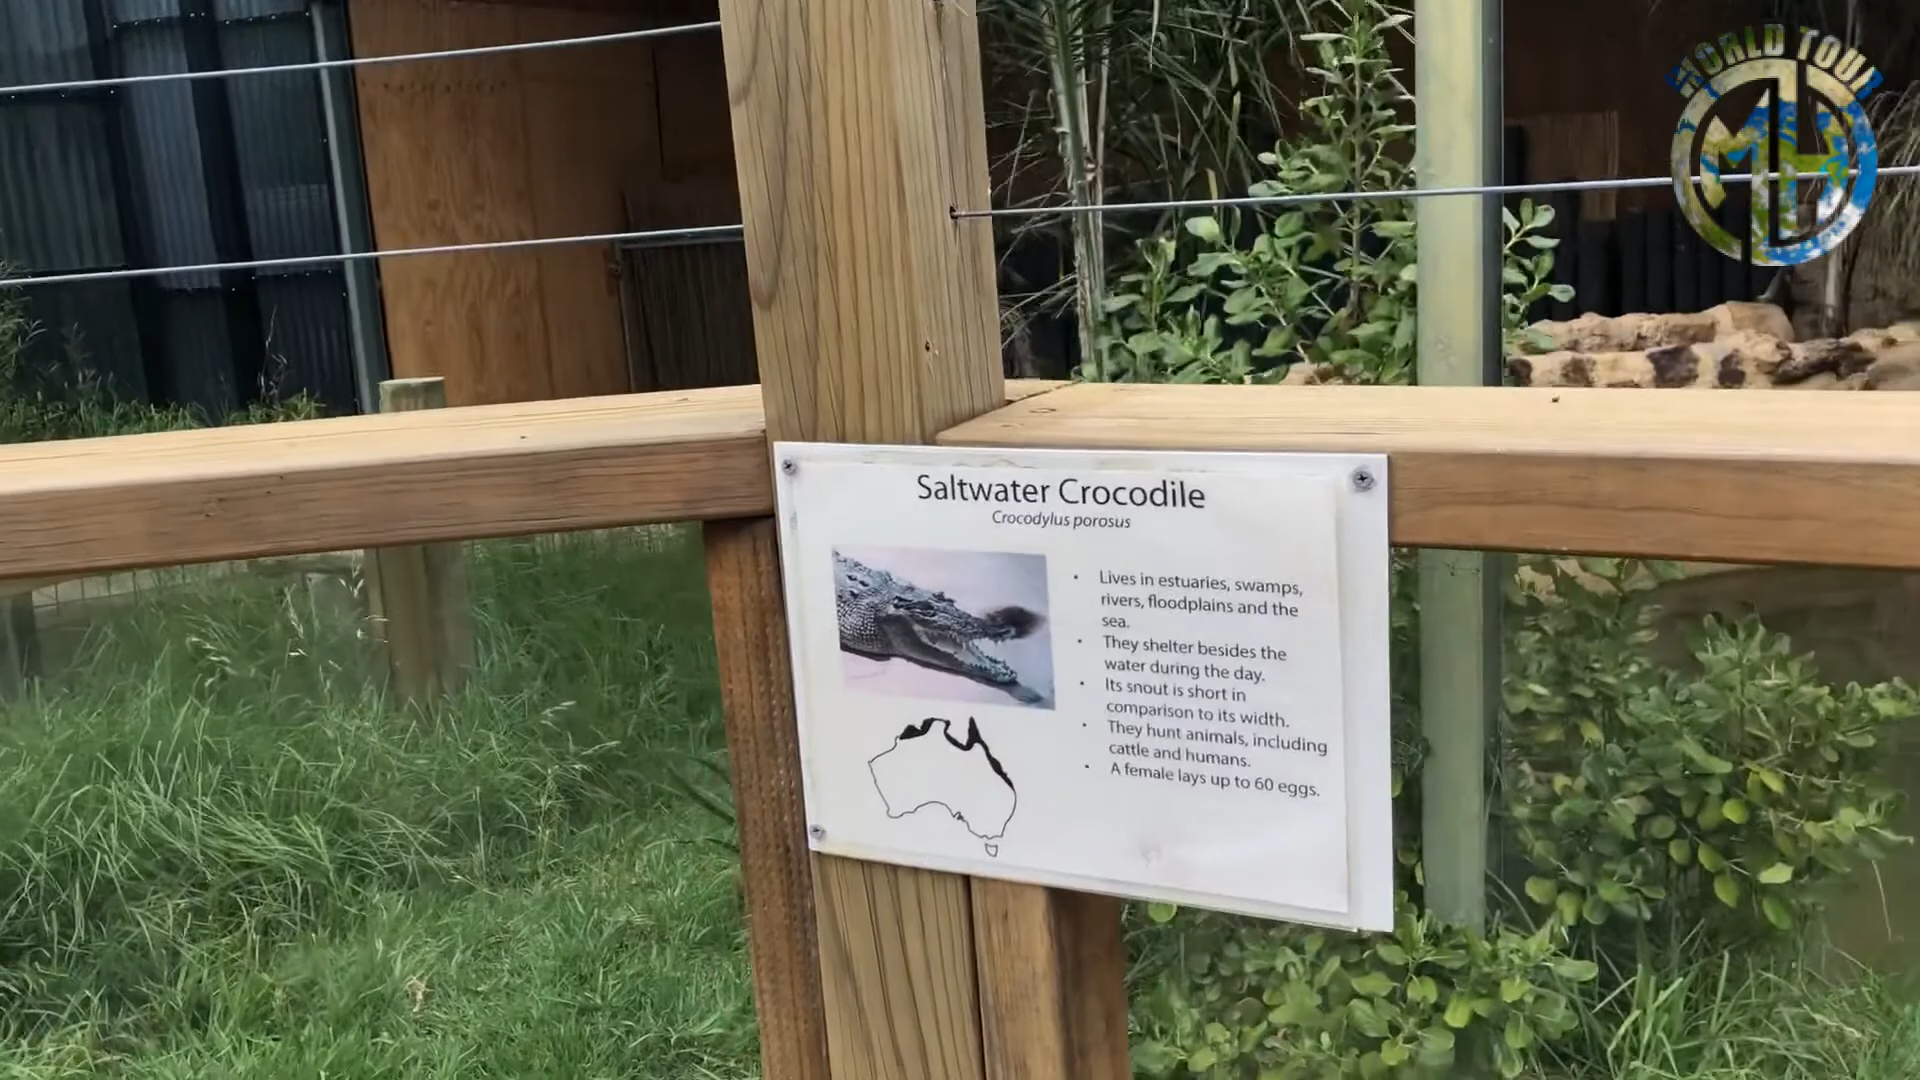 WORLD TOUR
Saltwater Crocodile
Crocodylus porosus
• Lives in estuaries, swamps,
rivers, floodplains and the
sea.
• They shelter besides the
water during the day.
• Its snout is short in
comparison to its width.
• They hunt animals, including
cattle and humans.
• A female lays up to 60 eggs.